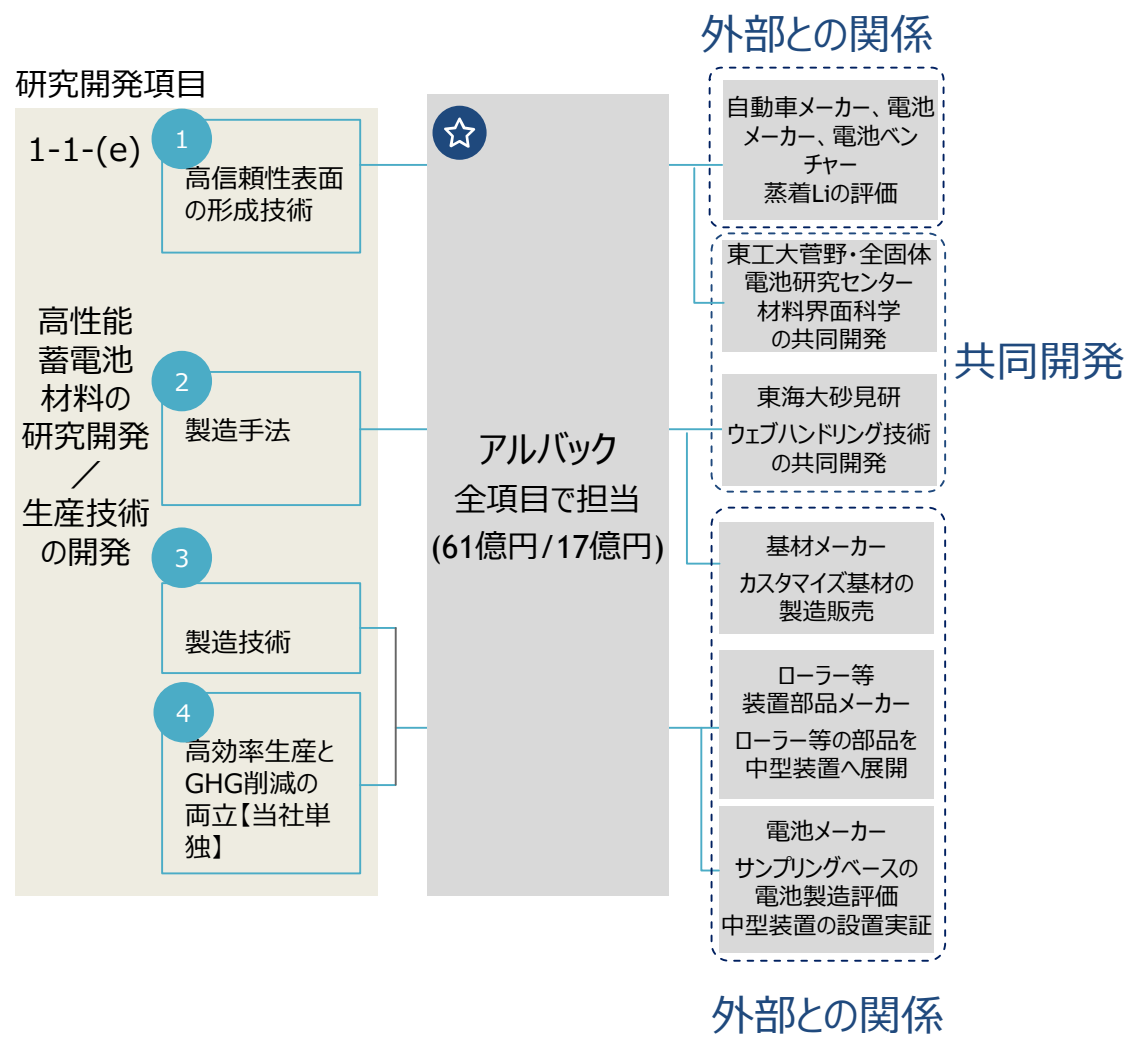 研究開発項目
1-1-(e)
高性能
蓄電池
材料の
研究開発
／
生産技術
の開発
1
高信頼性表面
の形成技術
2
製造手法
3
製造技術
4
高効率生産と
GHG削減の
両立【当社単
独】
アルバック
全項目で担当
(61億円/17億円)
外部との関係
自動車メーカー、電池
メーカー、電池ベン
チャー
蒸着Liの評価
東工大菅野・全固体
電池研究センター
材料界面科学
の共同開発
共同開発
東海大砂見研
ウェブハンドリング技術
の共同開発
基材メーカー
カスタマイズ基材の
製造販売
ローラー等
装置部品メーカー
ローラー等の部品を
中型装置へ展開
電池メーカー
サンプリングベースの
電池製造評価
中型装置の設置実証
外部との関係